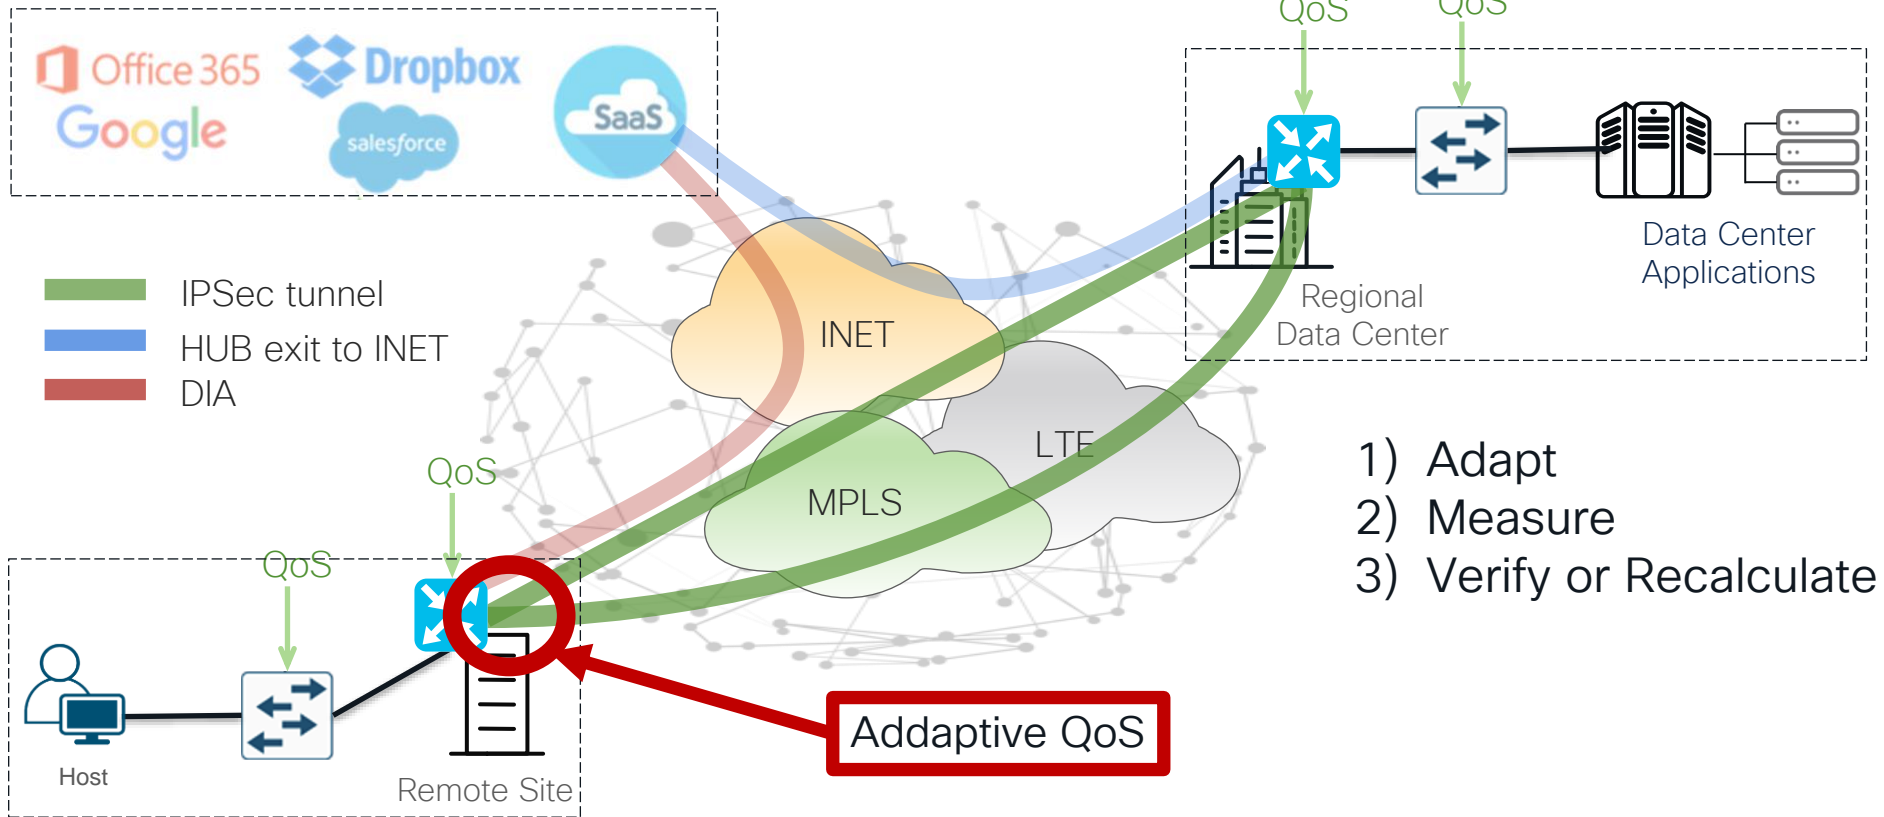 QoS
QoS
Office 365
Dropbox
Google
salesforce
SaaS
Data Center
Applications
IPSec tunnel
HUB exit to INET
DIA
INET
Regional
Data Center
LTE
MPLS
1) Adapt
2) Measure
3) Verify or Recalculate
QoS
QoS
Addaptive QoS
Host
Remote Site